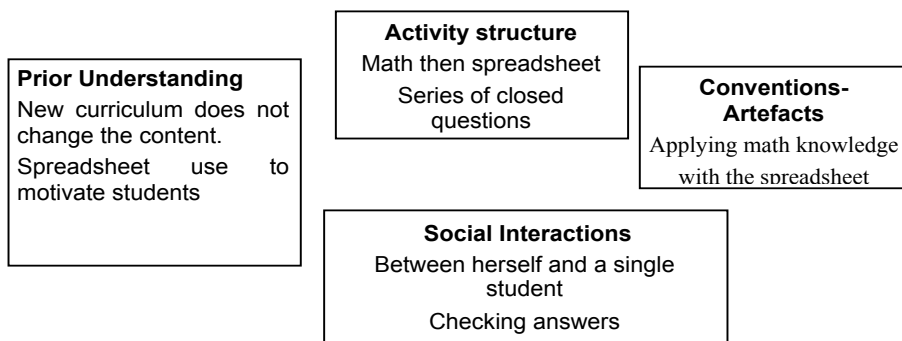 Prior Understanding
New curriculum does not
change the content.
Spreadsheet use to
motivate students
Activity structure
Math then spreadsheet
Series of closed
questions
Conventions-
Artefacts
Applying math knowledge
with the spreadsheet
Social Interactions
Between herself and a single
student
Checking answers